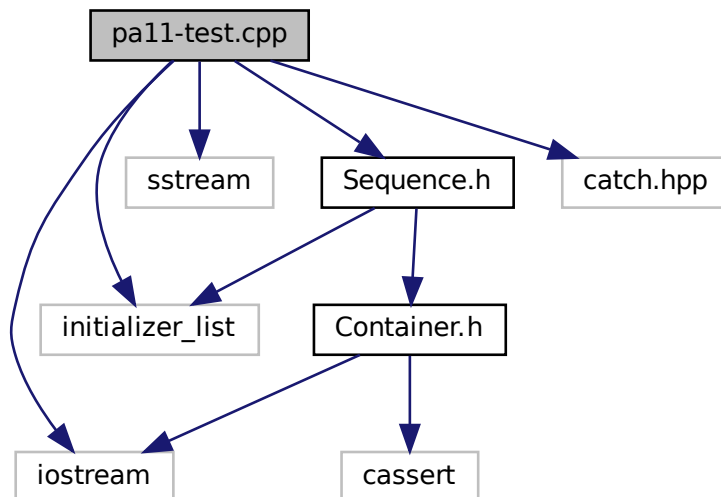 pa11-test.cpp
sstream
Sequence.h
catch.hpp
initializer_list
Container.h
iostream
cassert